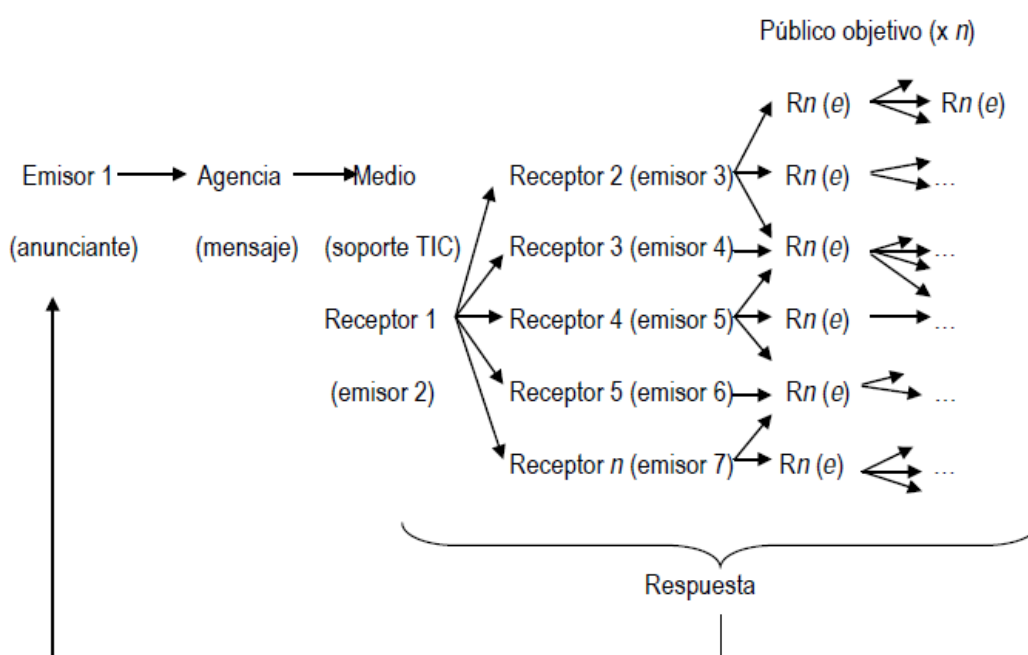 Público objetivo (x n)
Rn (e) Rn (e)
Emisor 1 Agencia Medio Receptor 2 (emisor 3) Rn (e) ...
(anunciante) (mensaje) (soporte TIC) Receptor 3 (emisor 4) Rn (e) ...
Receptor 1 Receptor 4 (emisor 5) Rn (e) ...
(emisor 2) Receptor 5 (emisor 6) Rn (e) ...
Receptor n (emisor 7) Rn (e) ...
Respuesta